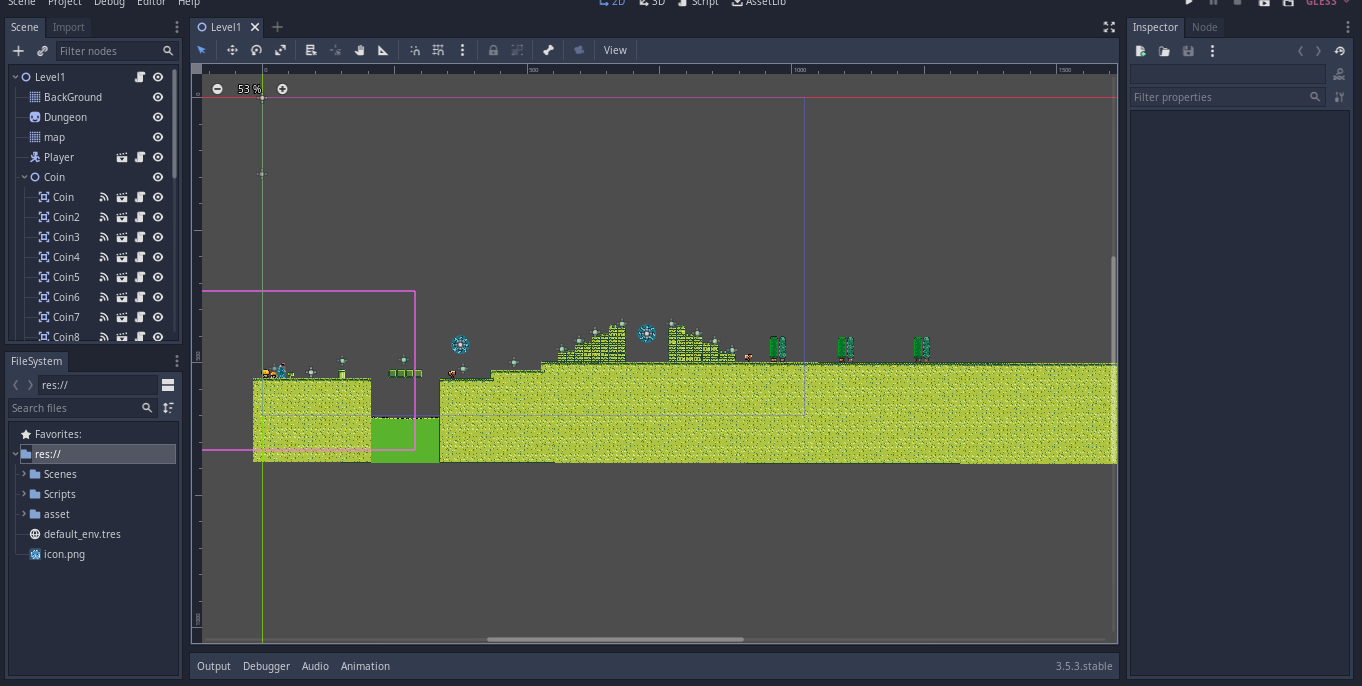 Scene Project Debug Editor Help
2D 3D Script AssetLib
GLES3
Scene Import
Level1
Inspector Node
Filter nodes
View
Level1
BackGround
Dungeon
map
Player
Coin
Coin
Coin2
Coin3
Coin4
Coin5
Coin6
Coin7
Coin8
0 500 1000 1500
53 %
Filter properties
FileSystem
res://
Search files
Favorites:
res://
Scenes
Scripts
asset
default_env.tres
icon.png
Output Debugger Audio Animation
3.5.3.stable